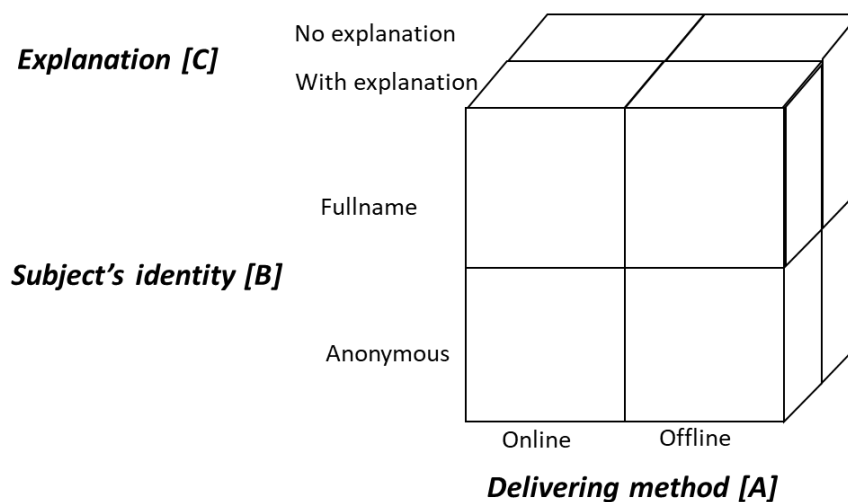 No explanation
Explanation [C]
With explanation
Fullname
Subject's identity [B]
Anonymous
Online Offline
Delivering method [A]